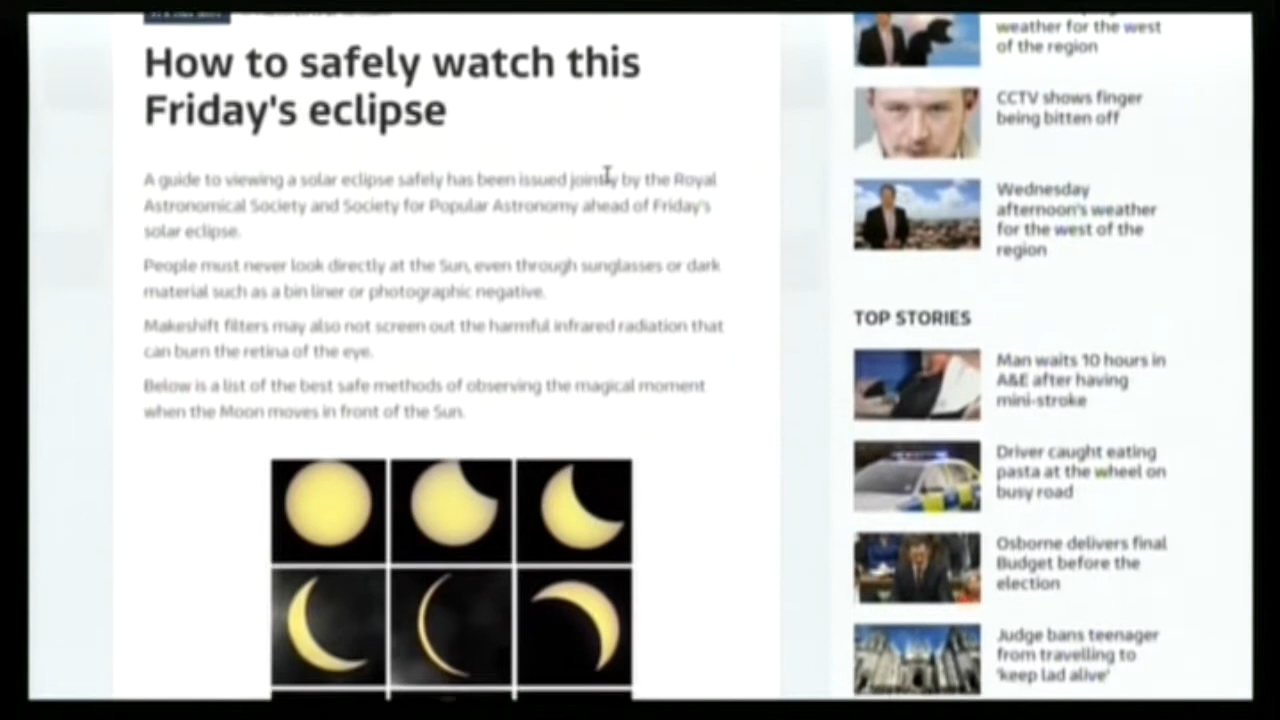 How to safely watch this
Friday's eclipse
A guide to viewing a solar eclipse safely has been issued jointly by the Royal
Astronomical Society and Society for Popular Astronomy ahead of Friday's
solar eclipse.
People must never look directly at the Sun, even through sunglasses or dark
material such as a bin liner or photographic negative.
Makeshift filters may also not screen out the harmful infrared radiation that
can burn the retina of the eye.
Below is a list of the best safe methods of observing the magical moment
when the Moon moves in front of the Sun.
weather for the west
of the region
CCTV shows finger
being bitten off
Wednesday
afternoon's weather
for the west of the
region
TOP STORIES
Man waits 10 hours in
A&E after having
mini-stroke
Driver caught eating
pasta at the wheel on
busy road
Osborne delivers final
Budget before the
election
Judge bans teenager
from travelling to
'keep lad alive'